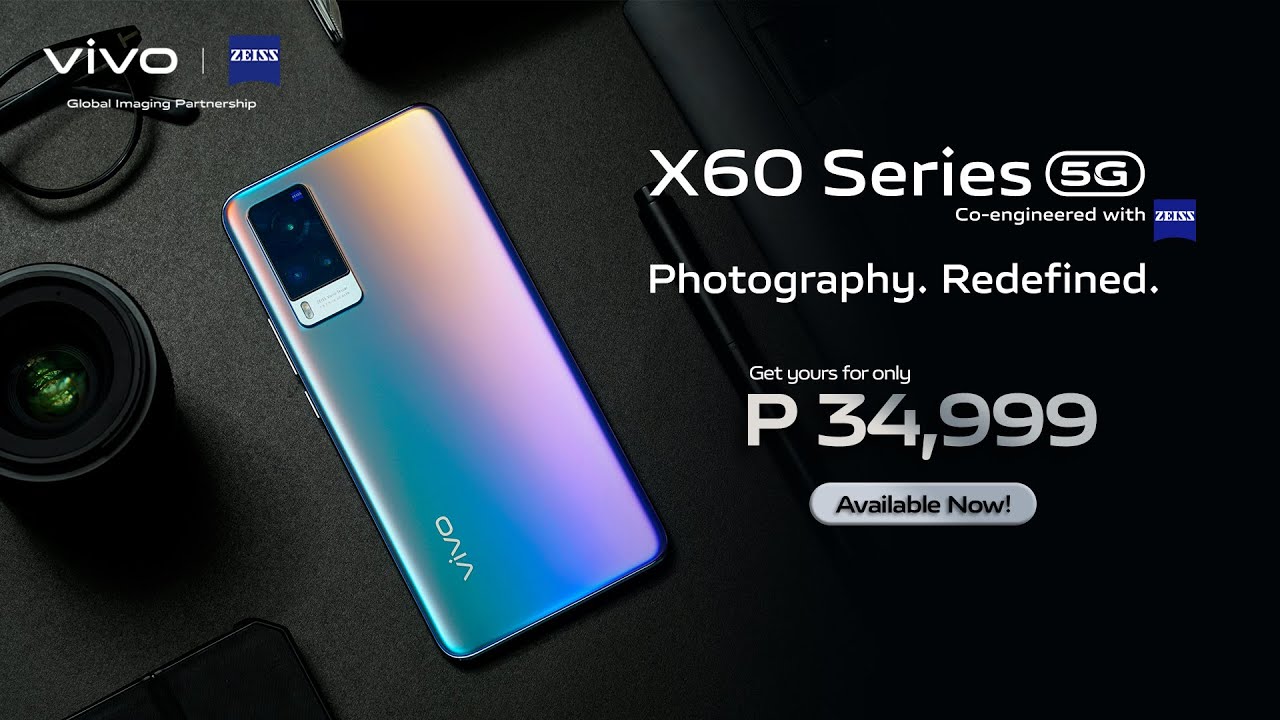 vivo | ZEISS
Global Imaging Partnership
X60 Series 5G
Co-engineered with ZEISS
Photography. Redefined.
Get yours for only
P 34,999
Available Now!
vivo